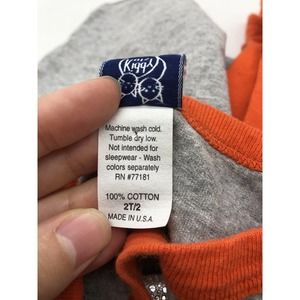 Kiddy
Machine wash cold.
Tumble dry low.
Not intended for
sleepwear - Wash
colors separately
RN #77181
100% COTTON
2T/2
MADE IN U.S.A.